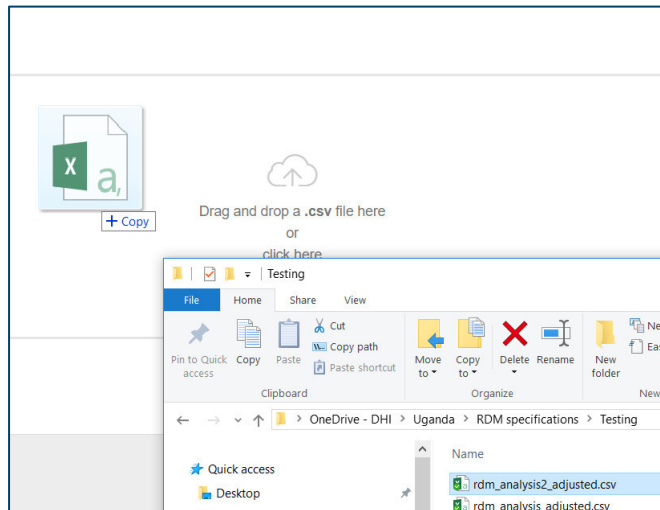 X a,
+ Copy
Drag and drop a .csv file here
or
click here
Testing
File Home Share View
Pin to Quick access
Copy
Paste
Cut
Copy path
Paste shortcut
Move to
Copy to
Delete
Rename
New folder
Clipboard
Organize
New
OneDrive - DHI > Uganda > RDM specifications > Testing
Quick access
Desktop
Name
rdm_analysis2_adjusted.csv
rdm_analysis_adjusted.csv